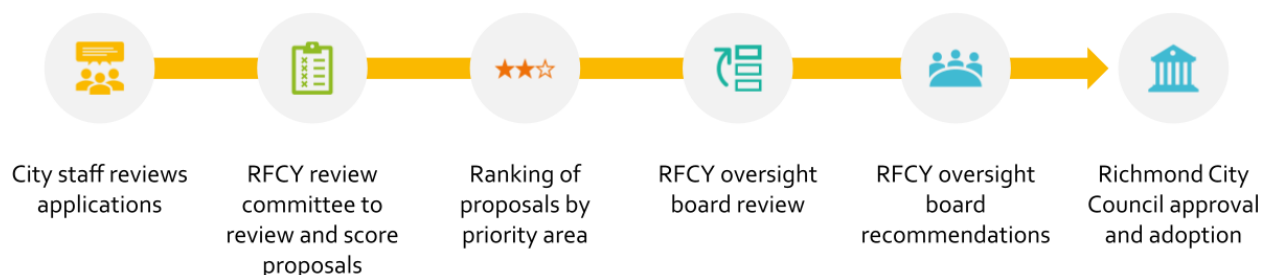 City staff reviews
applications
RFCY review
committee to
review and score
proposals
Ranking of
proposals by
priority area
RFCY oversight
board review
RFCY oversight
board
recommendations
Richmond City
Council approval
and adoption